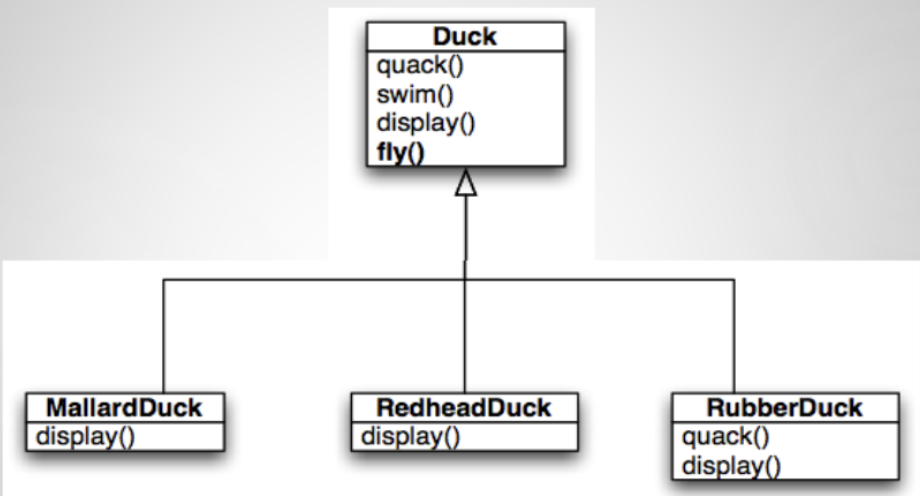 Duck
quack()
swim()
display()
fly()
MallardDuck
display()
RedheadDuck
display()
RubberDuck
quack()
display()